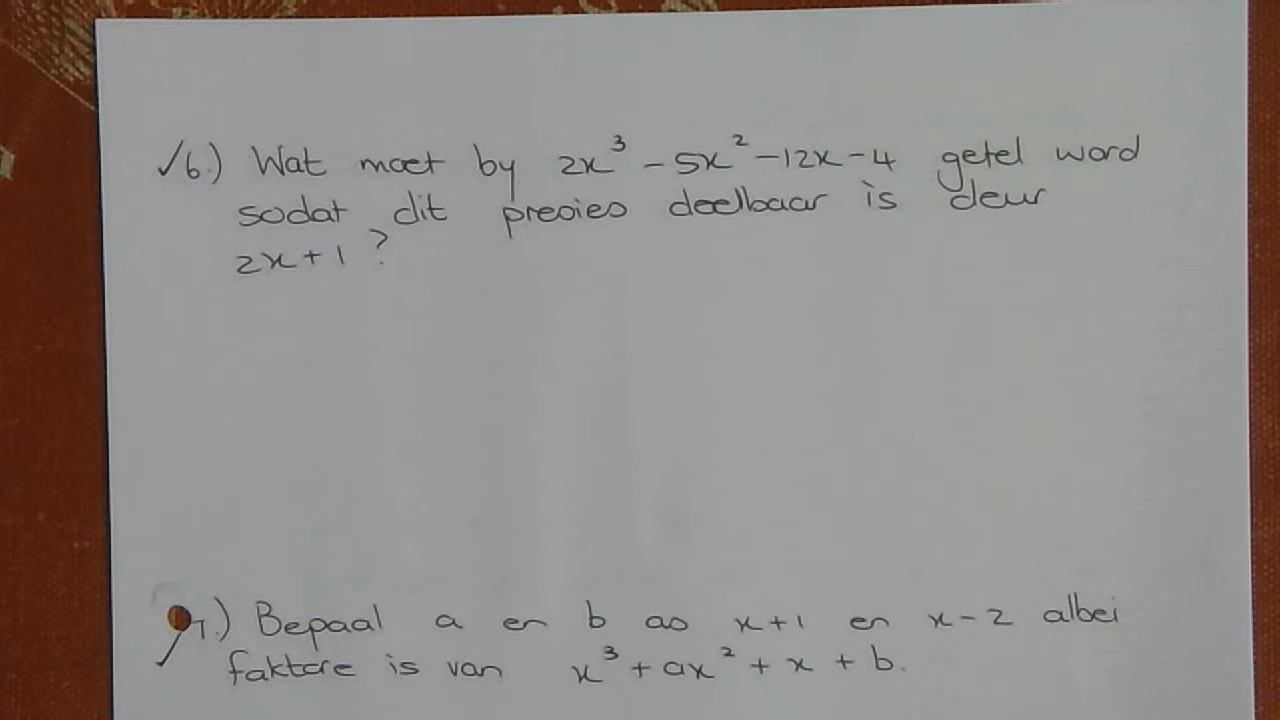 √6.) Wat moet by 2x³ - 5x² - 12x - 4 getel word
sodat dit presies deelbaar is deur
2x + 1 ?
7.) Bepaal a en b as x+1 en x-2 albei
faktore is van x³ + ax² + x + b.